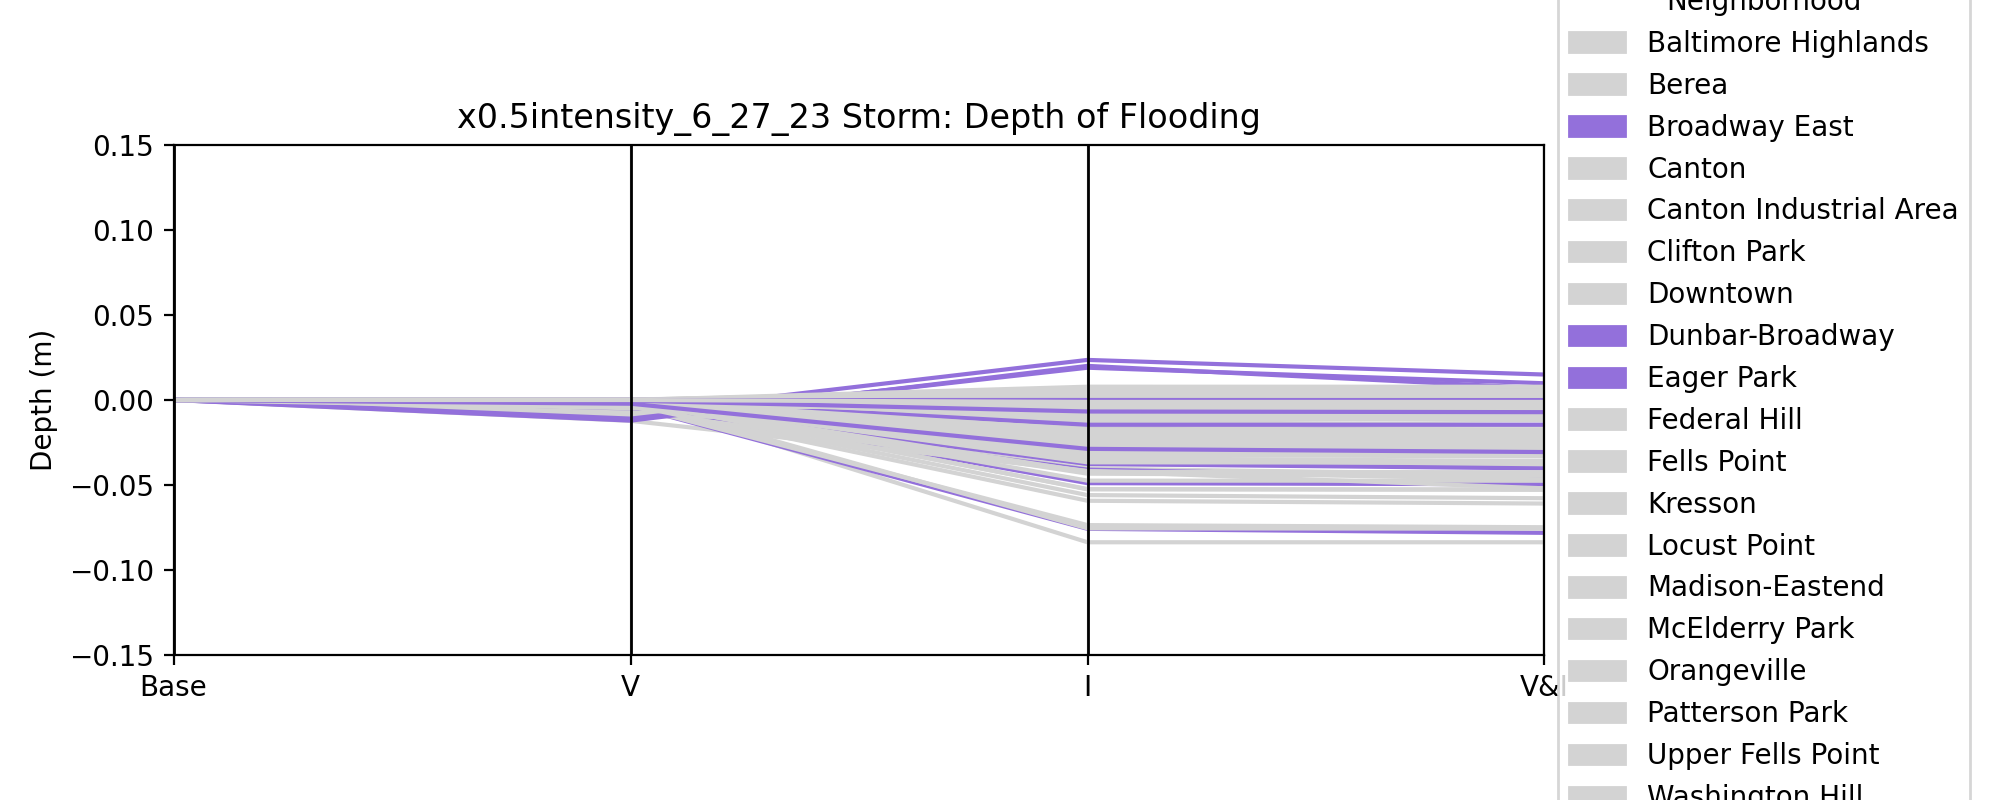 x0.5intensity_6_27_23 Storm: Depth of Flooding
Depth (m)
0.15
0.10
0.05
0.00
−0.05
−0.10
−0.15
Base
V
I
V&I
Neighborhood
Baltimore Highlands
Berea
Broadway East
Canton
Canton Industrial Area
Clifton Park
Downtown
Dunbar-Broadway
Eager Park
Federal Hill
Fells Point
Kresson
Locust Point
Madison-Eastend
McElderry Park
Orangeville
Patterson Park
Upper Fells Point
Washington Hill